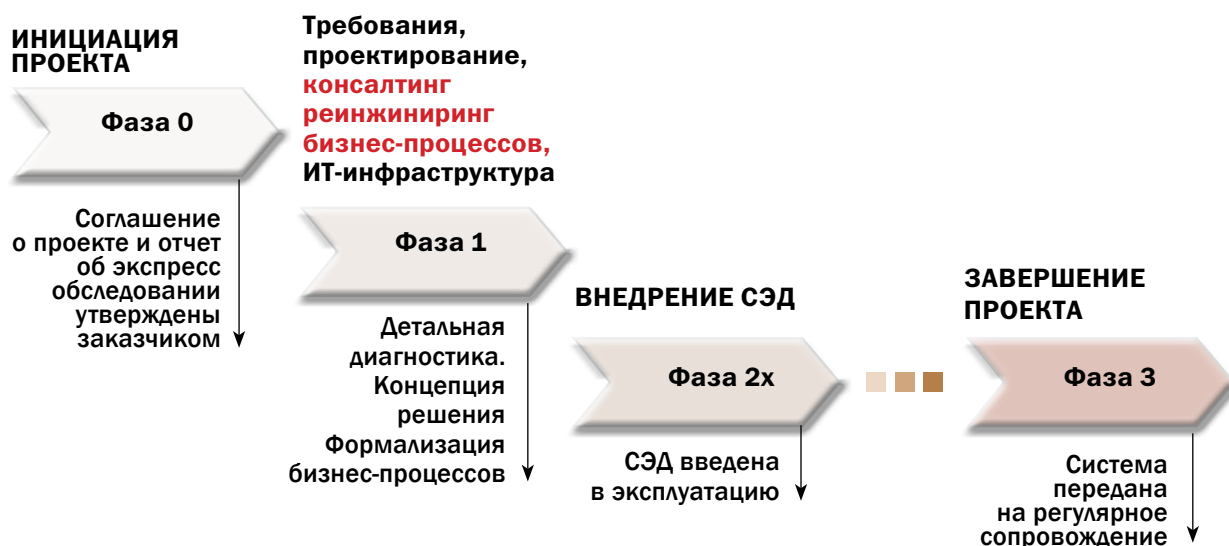 ИНИЦИАЦИЯ
ПРОЕКТА
Фаза 0
Соглашение
о проекте и отчет
об экспресс
обследовании
утверждены
заказчиком
Требования,
проектирование,
консалтинг
реинжиниринг
бизнес-процессов,
ИТ-инфраструктура
Фаза 1
Детальная
диагностика.
Концепция
решения
Формализация
бизнес-процессов
ВНЕДРЕНИЕ СЭД
Фаза 2x
СЭД введена
в эксплуатацию
ЗАВЕРШЕНИЕ
ПРОЕКТА
Фаза 3
Система
передана
на регулярное
сопровождение